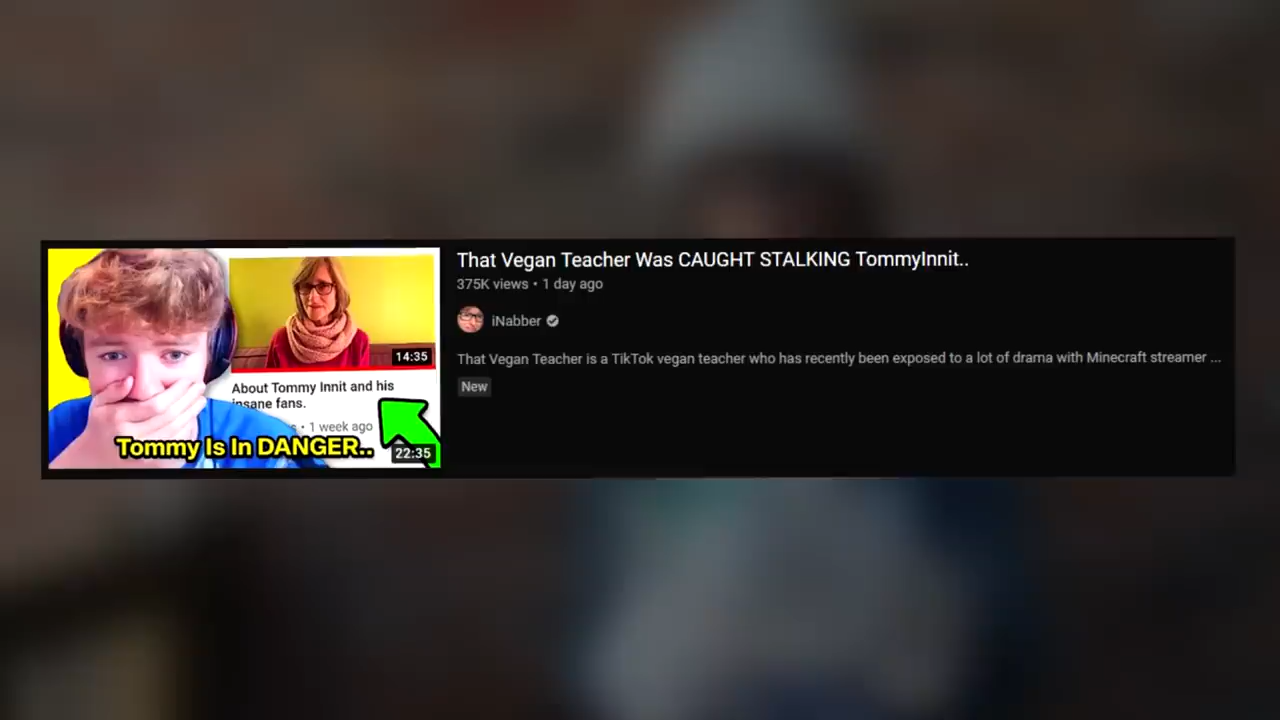 That Vegan Teacher Was CAUGHT STALKING TommyInnit..
375K views • 1 day ago
iNabber
That Vegan Teacher is a TikTok vegan teacher who has recently been exposed to a lot of drama with Minecraft streamer ...
New
14:35
About Tommy Innit and his
insane fans.
• 1 week ago
Tommy Is In DANGER..
22:35